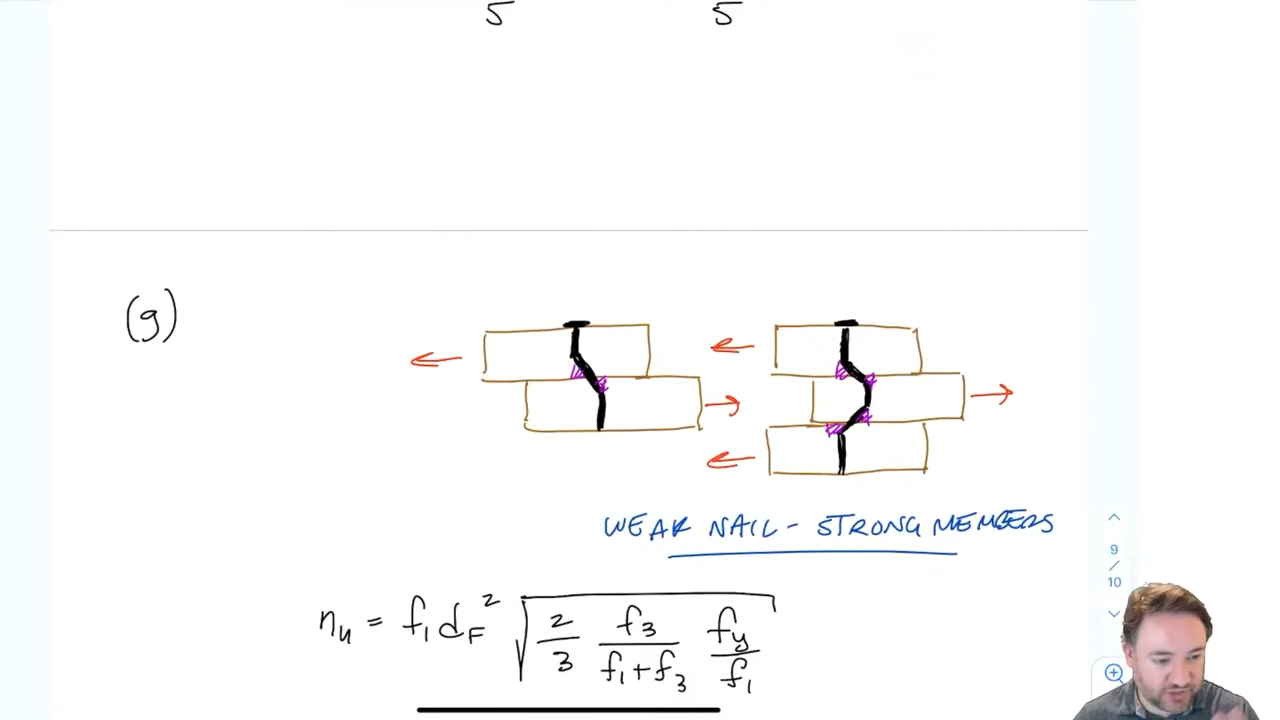 5 5
(g)
WEAK NAIL - STRONG MEMBERS
n_u = f_1 d_F^2 √(2/3 f_3/(f_1+f_3) f_y/f_1)
9
/
10